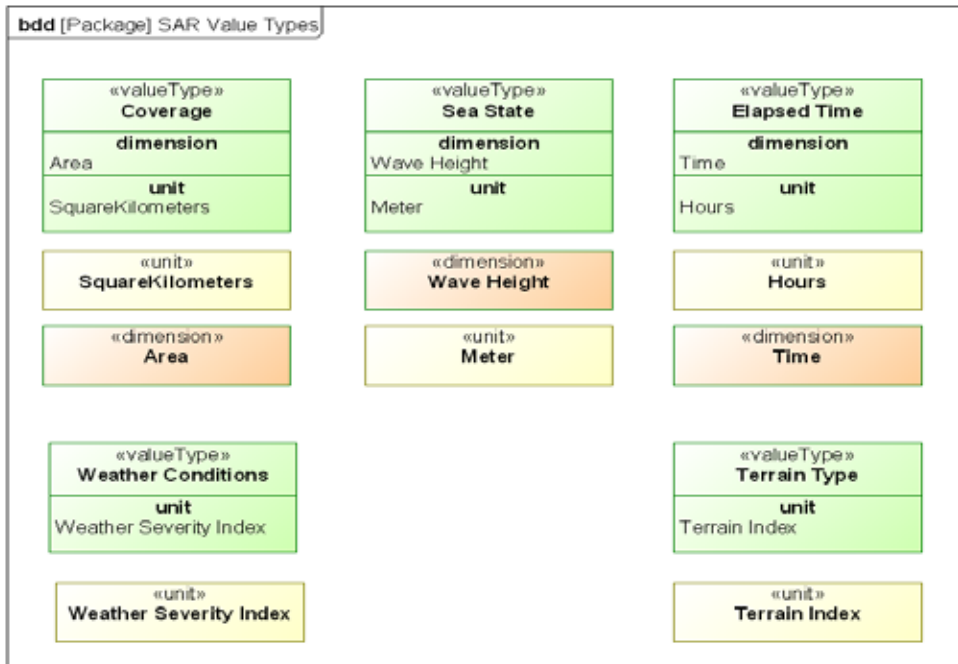 bdd [Package] SAR Value Types
«valueType»
Coverage
dimension
Area
unit
SquareKilometers
«valueType»
Sea State
dimension
Wave Height
unit
Meter
«valueType»
Elapsed Time
dimension
Time
unit
Hours
«unit»
SquareKilometers
«dimension»
Wave Height
«unit»
Hours
«dimension»
Area
«unit»
Meter
«dimension»
Time
«valueType»
Weather Conditions
unit
Weather Severity Index
«valueType»
Terrain Type
unit
Terrain Index
«unit»
Weather Severity Index
«unit»
Terrain Index